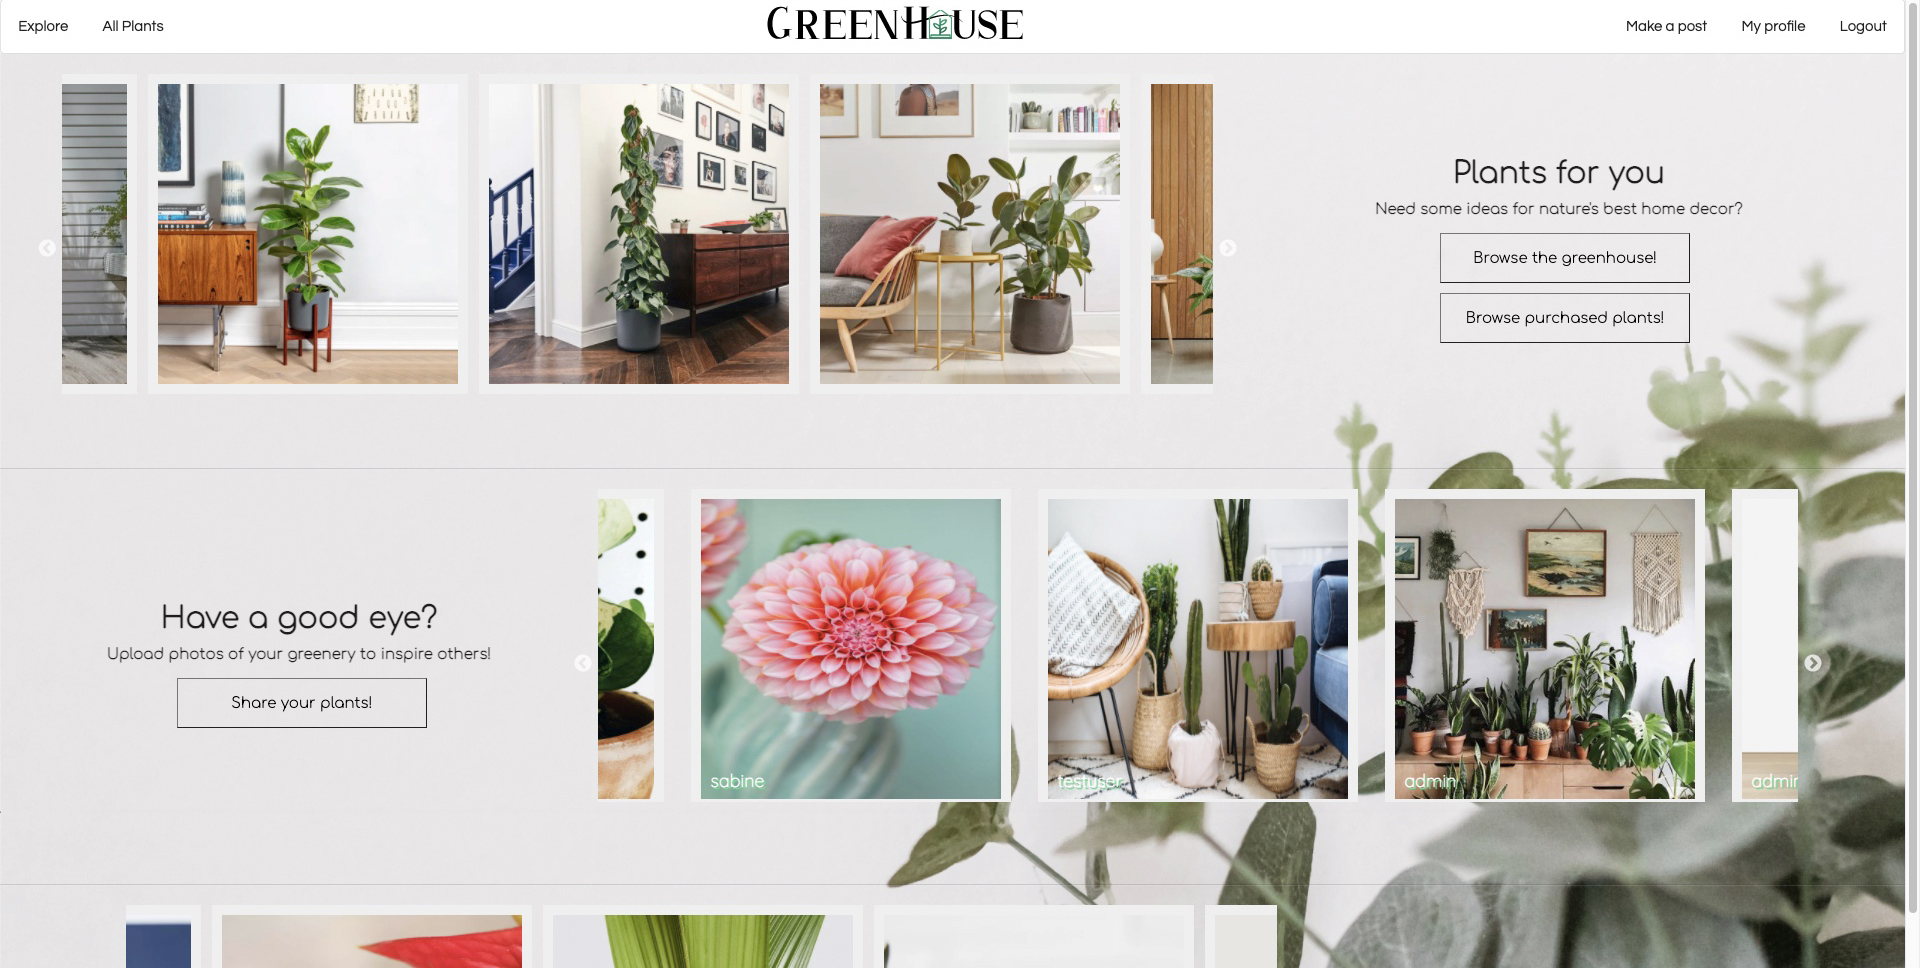 Explore
All Plants
GREENHOUSE
Make a post
My profile
Logout
Plants for you
Need some ideas for nature's best home decor?
Browse the greenhouse!
Browse purchased plants!
Have a good eye?
Upload photos of your greenery to inspire others!
Share your plants!
sabine
testuser
admin
admin